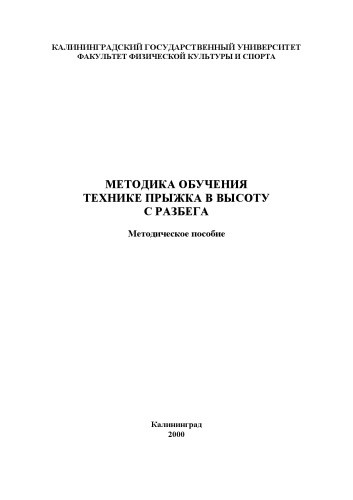 КАЛИНИНГРАДСКИЙ ГОСУДАРСТВЕННЫЙ УНИВЕРСИТЕТ
ФАКУЛЬТЕТ ФИЗИЧЕСКОЙ КУЛЬТУРЫ И СПОРТА
МЕТОДИКА ОБУЧЕНИЯ
ТЕХНИКЕ ПРЫЖКА В ВЫСОТУ
С РАЗБЕГА
Методическое пособие
Калининград
2000